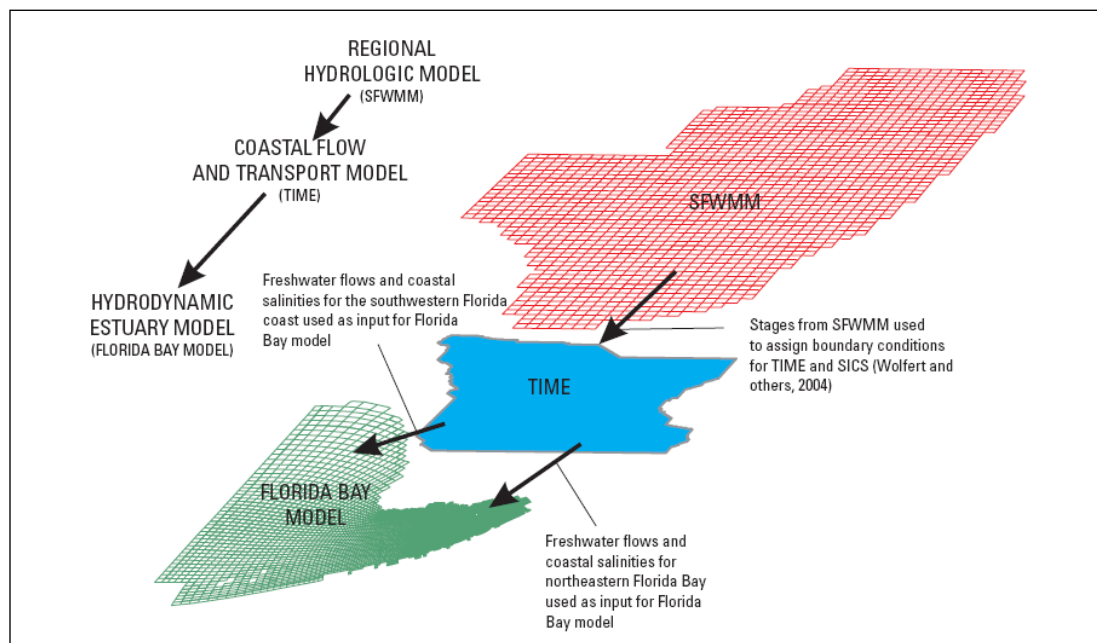 REGIONAL
HYDROLOGIC MODEL
(SFWMM)
COASTAL FLOW
AND TRANSPORT MODEL
(TIME)
HYDRODYNAMIC
ESTUARY MODEL
(FLORIDA BAY MODEL)
Freshwater flows and coastal
salinities for the southwestern Florida
coast used as input for Florida
Bay model
SFWMM
Stages from SFWMM used
to assign boundary conditions
for TIME and SICS (Wolfert and
others, 2004)
TIME
FLORIDA BAY
MODEL
Freshwater flows and
coastal salinities for
northeastern Florida Bay
used as input for Florida
Bay model